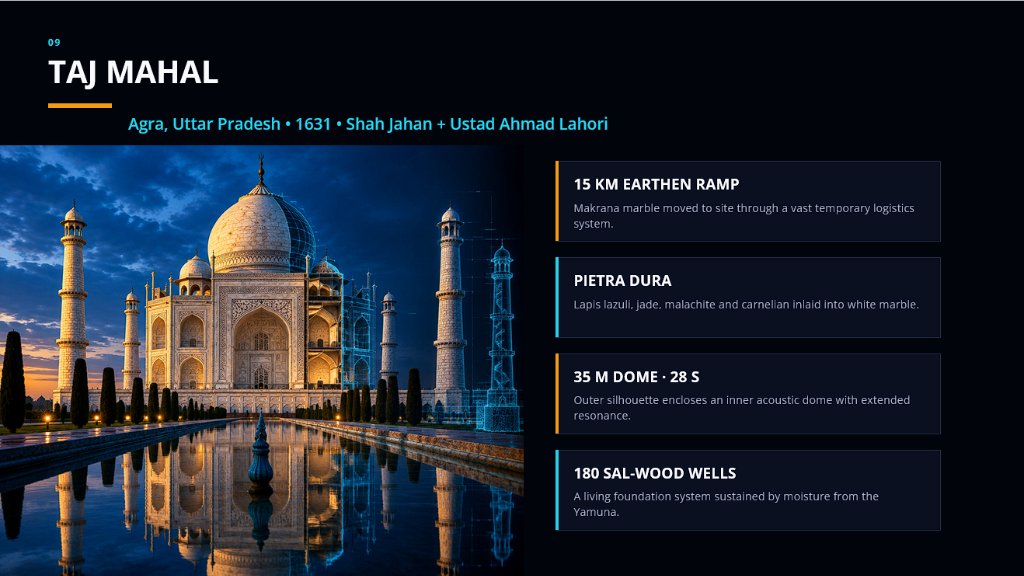 09
TAJ MAHAL
Agra, Uttar Pradesh • 1631 • Shah Jahan + Ustad Ahmad Lahori
15 KM EARTHEN RAMP
Makrana marble moved to site through a vast temporary logistics
system.
PIETRA DURA
Lapis lazuli, jade, malachite and carnelian inlaid into white marble.
35 M DOME · 28 S
Outer silhouette encloses an inner acoustic dome with extended
resonance.
180 SAL-WOOD WELLS
A living foundation system sustained by moisture from the
Yamuna.